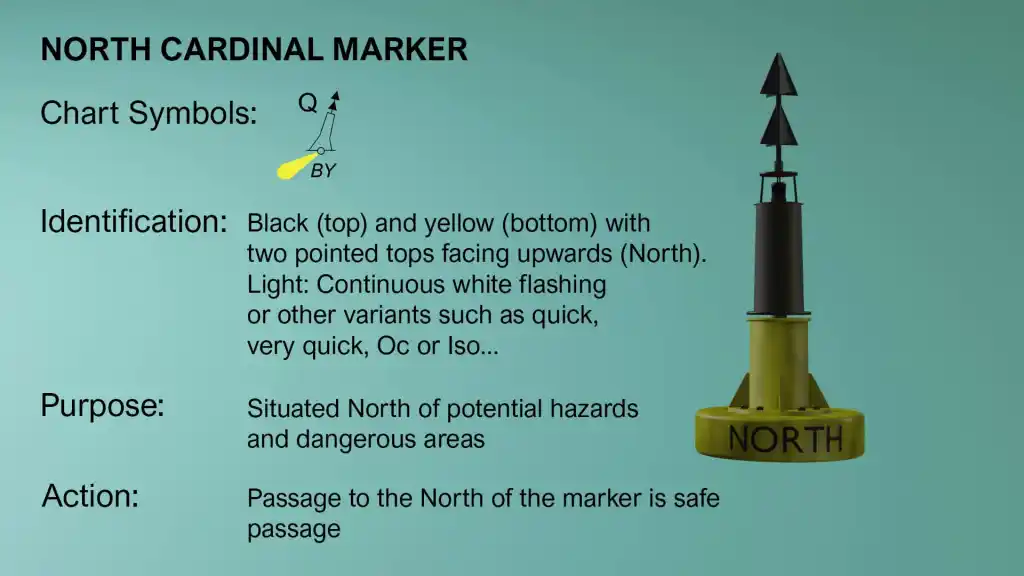 NORTH CARDINAL MARKER
Chart Symbols:
Q
BY
Identification:
Black (top) and yellow (bottom) with
two pointed tops facing upwards (North).
Light: Continuous white flashing
or other variants such as quick,
very quick, Oc or Iso...
Purpose:
Situated North of potential hazards
and dangerous areas
Action:
Passage to the North of the marker is safe
passage
NORTH